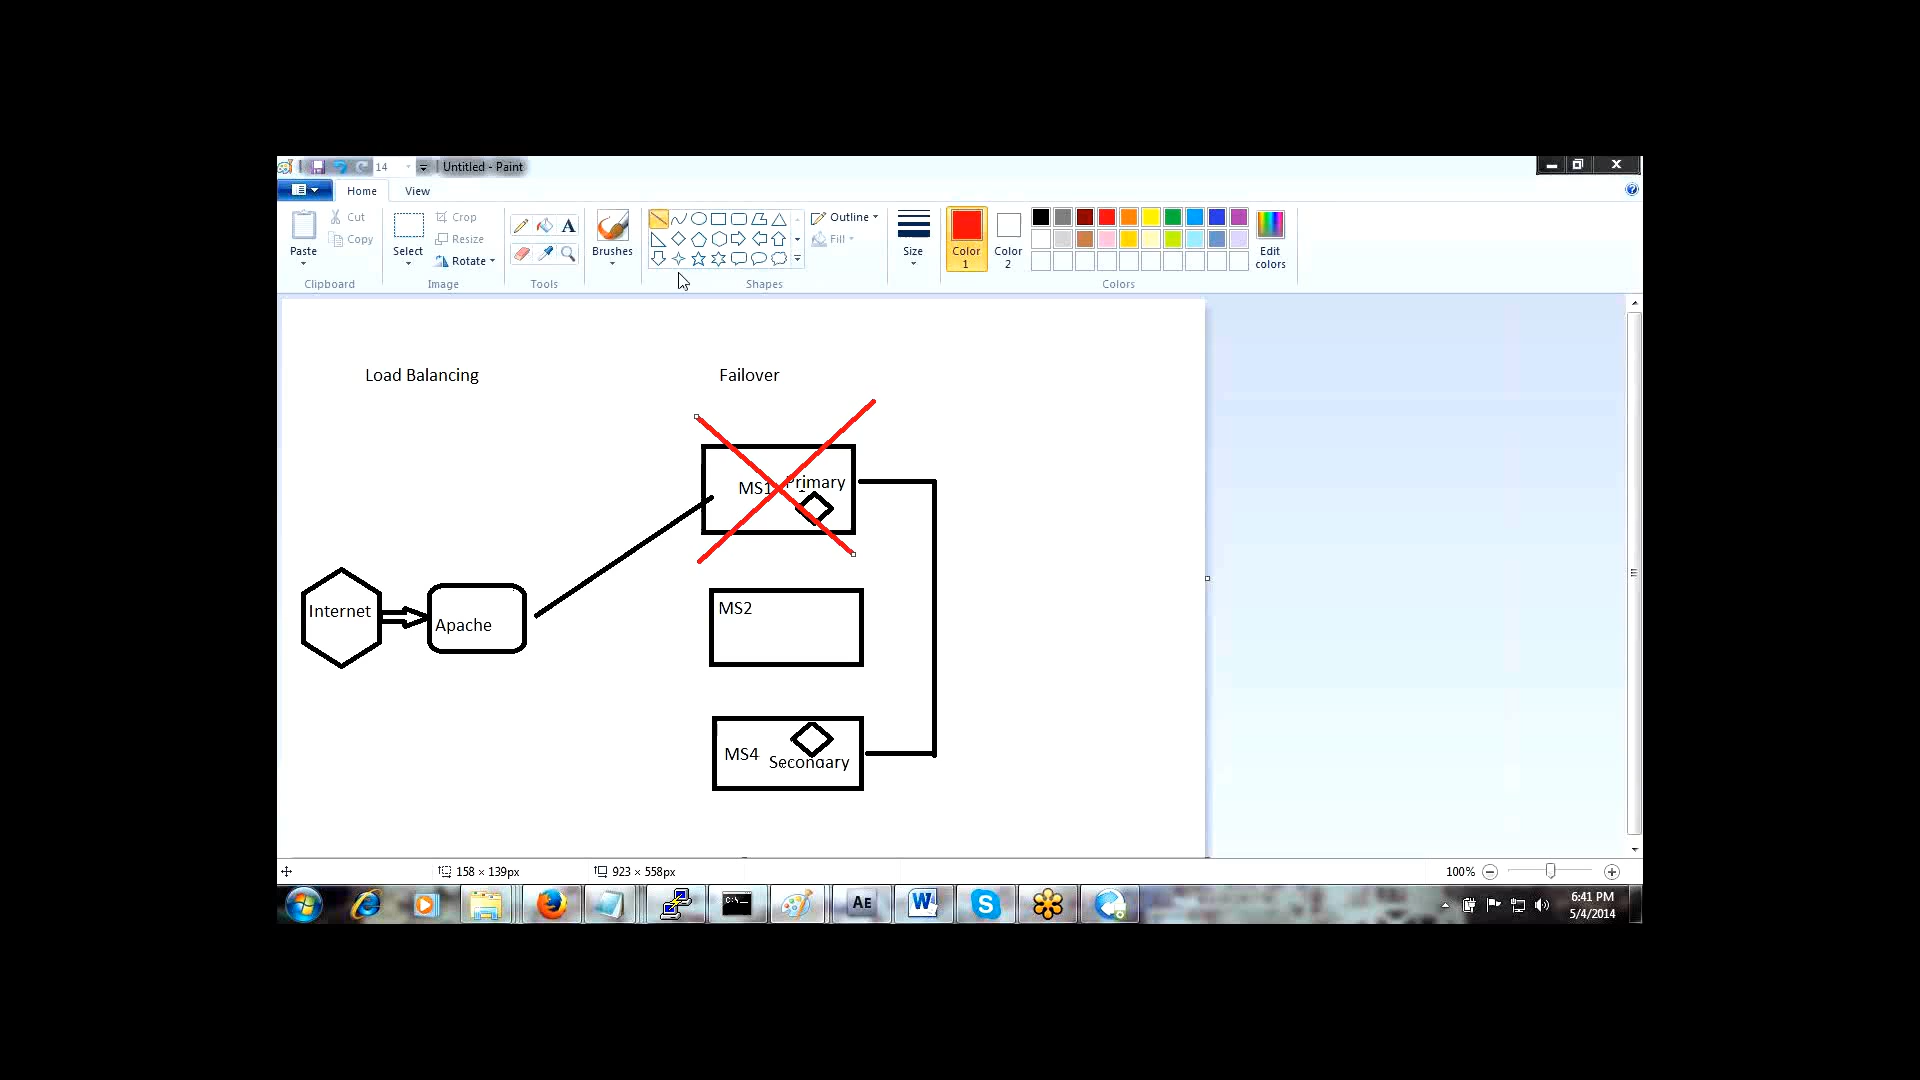 14
Untitled - Paint
Home
View
Paste
Cut
Copy
Clipboard
Select
Crop
Resize
Rotate
Image
A
Tools
Brushes
Outline
Fill
Shapes
Size
Color
1
Color
2
Edit
colors
Colors
Load Balancing
Failover
MS1
Primary
Internet
Apache
MS2
MS4
Secondary
158 × 139px
923 × 558px
100%
C:\_
AE
W
S
6:41 PM
5/4/2014